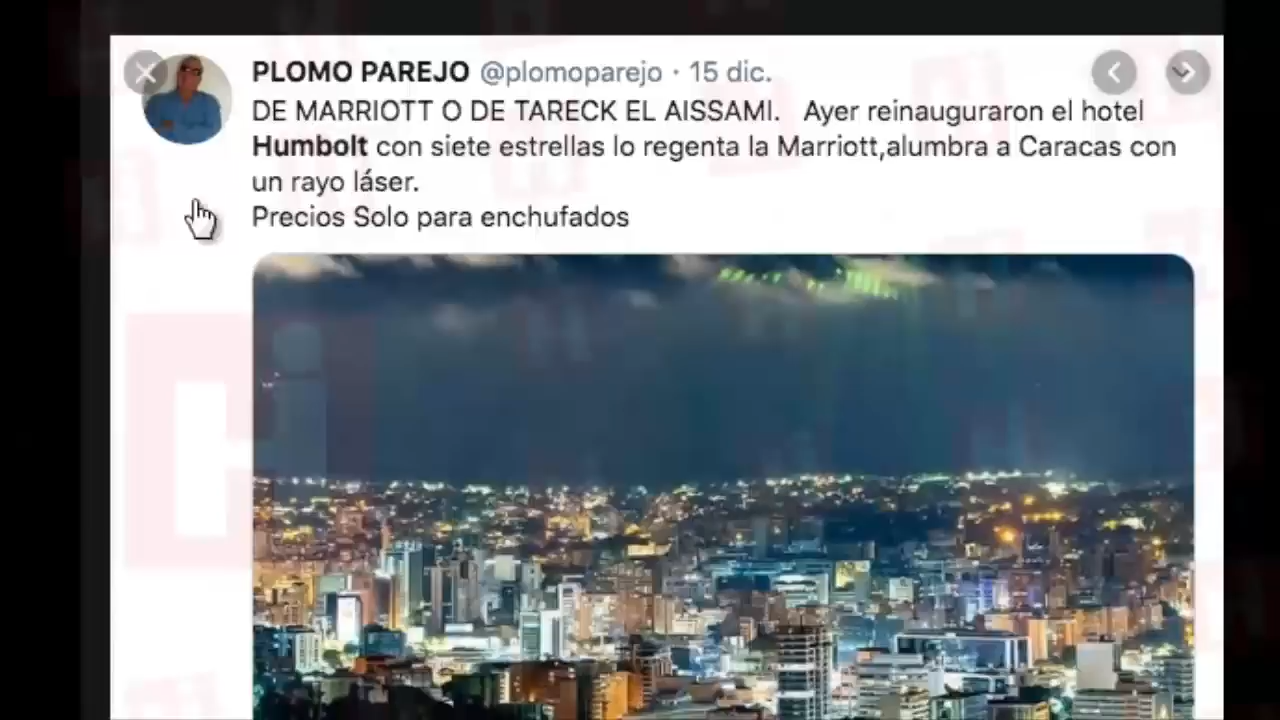 PLOMO PAREJO @plomoparejo · 15 dic.
DE MARRIOTT O DE TARECK EL AISSAMI. Ayer reinauguraron el hotel
Humbolt con siete estrellas lo regenta la Marriott,alumbra a Caracas con
un rayo láser.
Precios Solo para enchufados